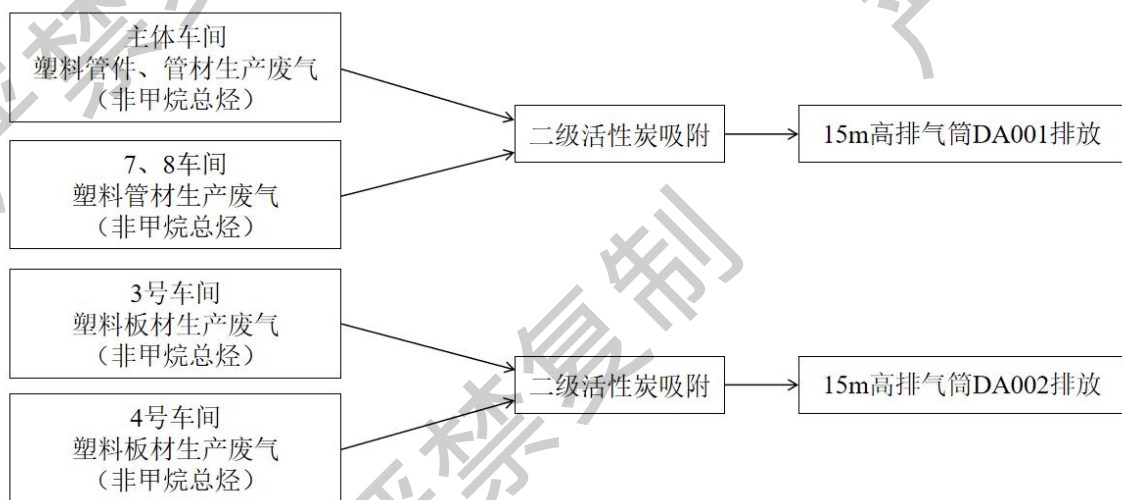 主体车间
塑料管件、管材生产废气
（非甲烷总烃）
7、8车间
塑料管材生产废气
（非甲烷总烃）
二级活性炭吸附
15m高排气筒DA001排放
3号车间
塑料板材生产废气
（非甲烷总烃）
4号车间
塑料板材生产废气
（非甲烷总烃）
二级活性炭吸附
15m高排气筒DA002排放
严禁复制